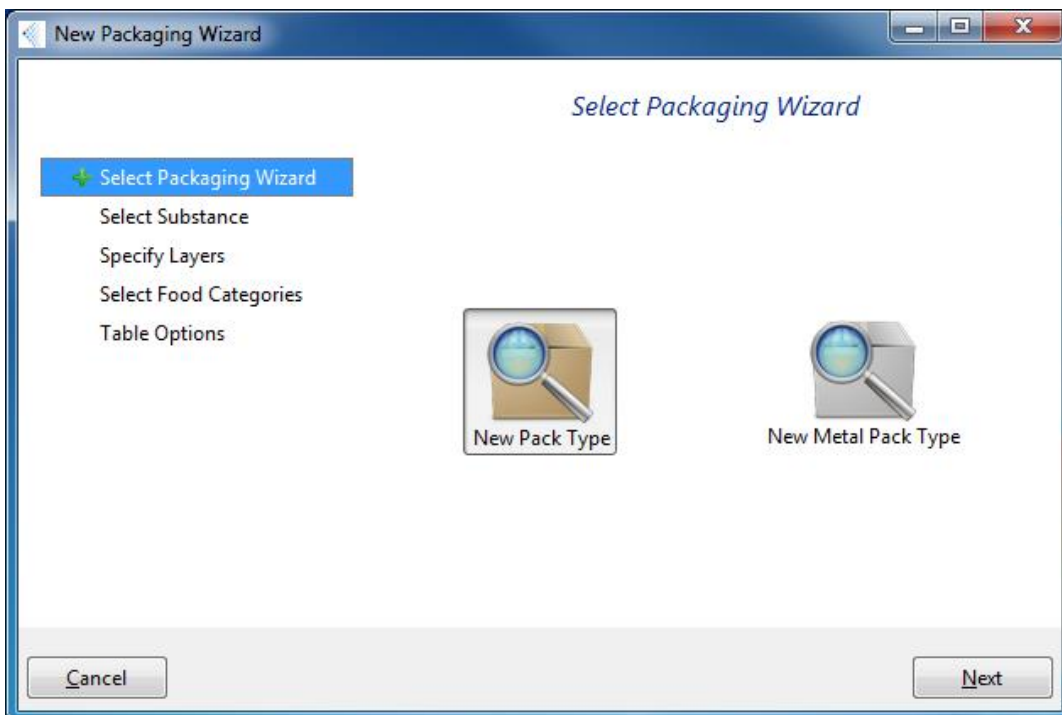 New Packaging Wizard
Select Packaging Wizard
Select Packaging Wizard
Select Substance
Specify Layers
Select Food Categories
Table Options
New Pack Type
New Metal Pack Type
Cancel
Next